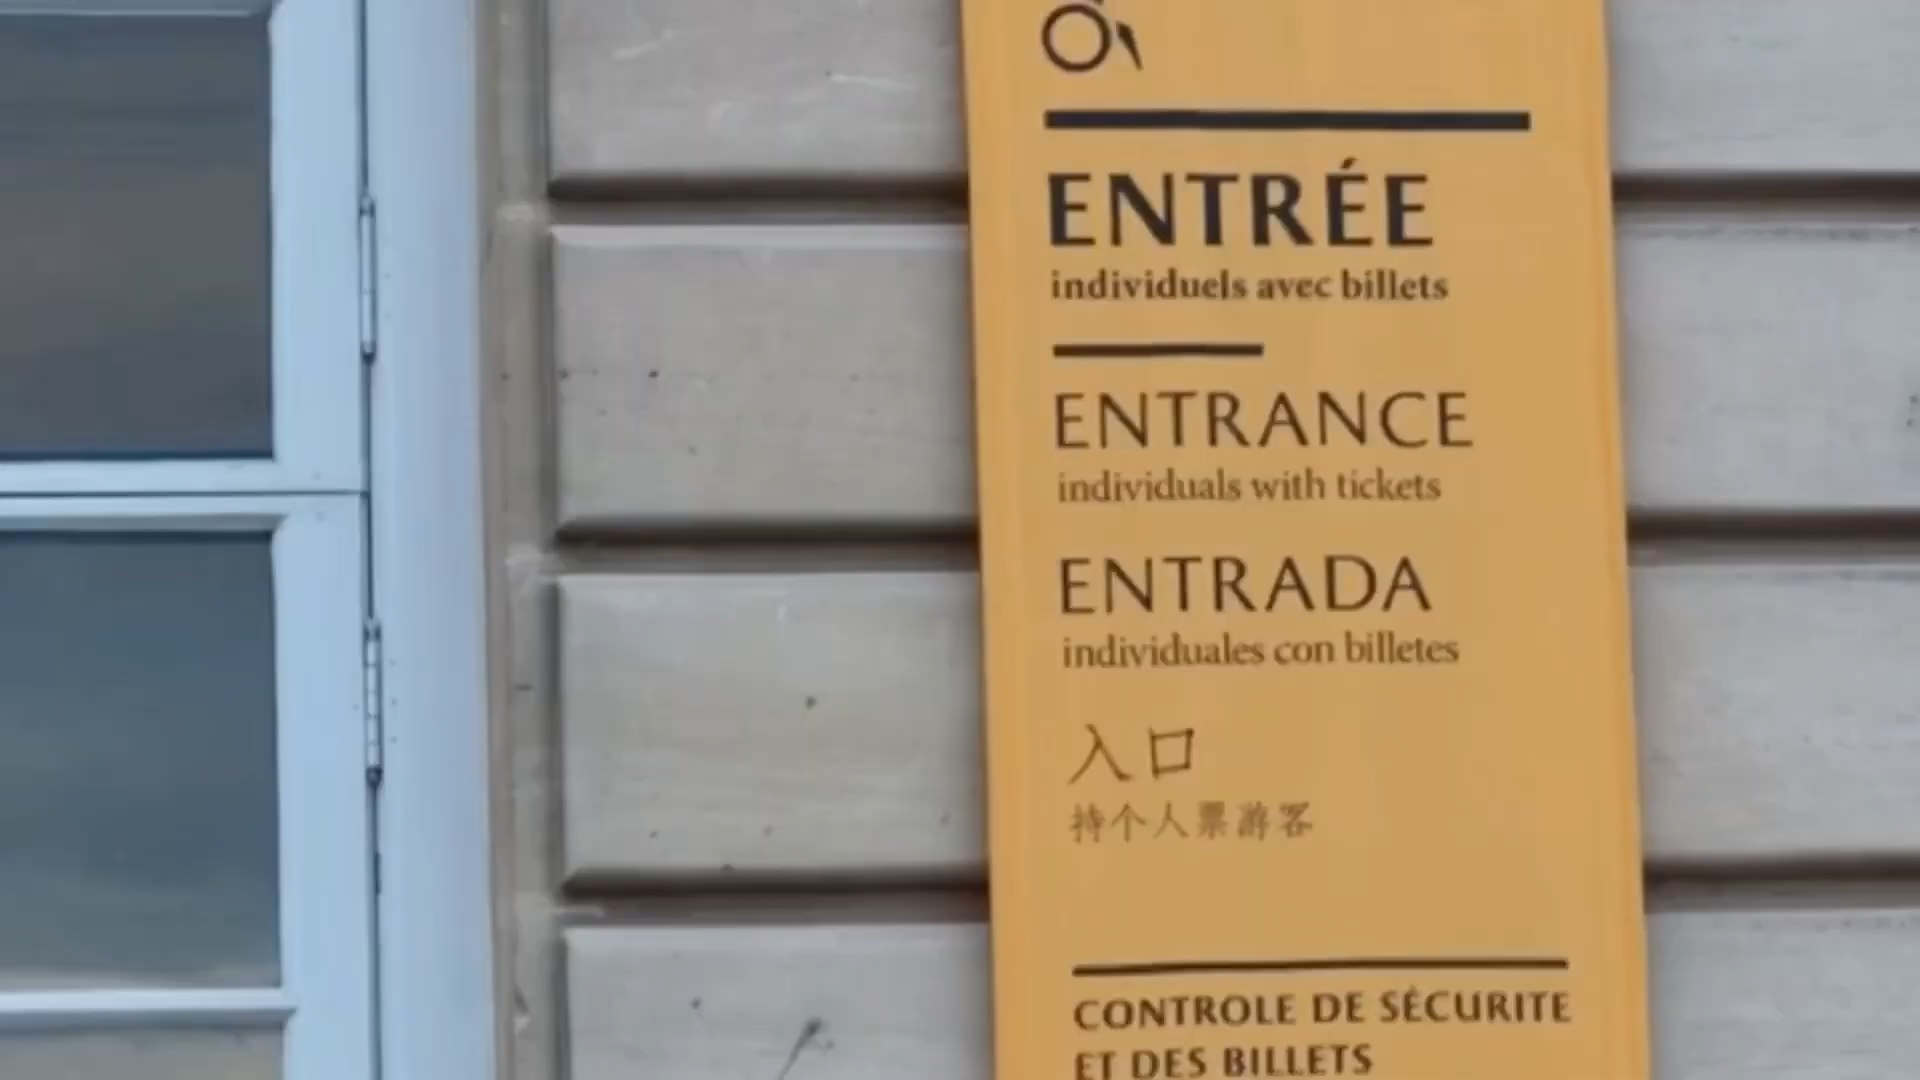 ENTRÉE
individuels avec billets
ENTRANCE
individuals with tickets
ENTRADA
individuales con billetes
入口
持个人票游客
CONTROLE DE SÉCURITE
ET DES BILLETS